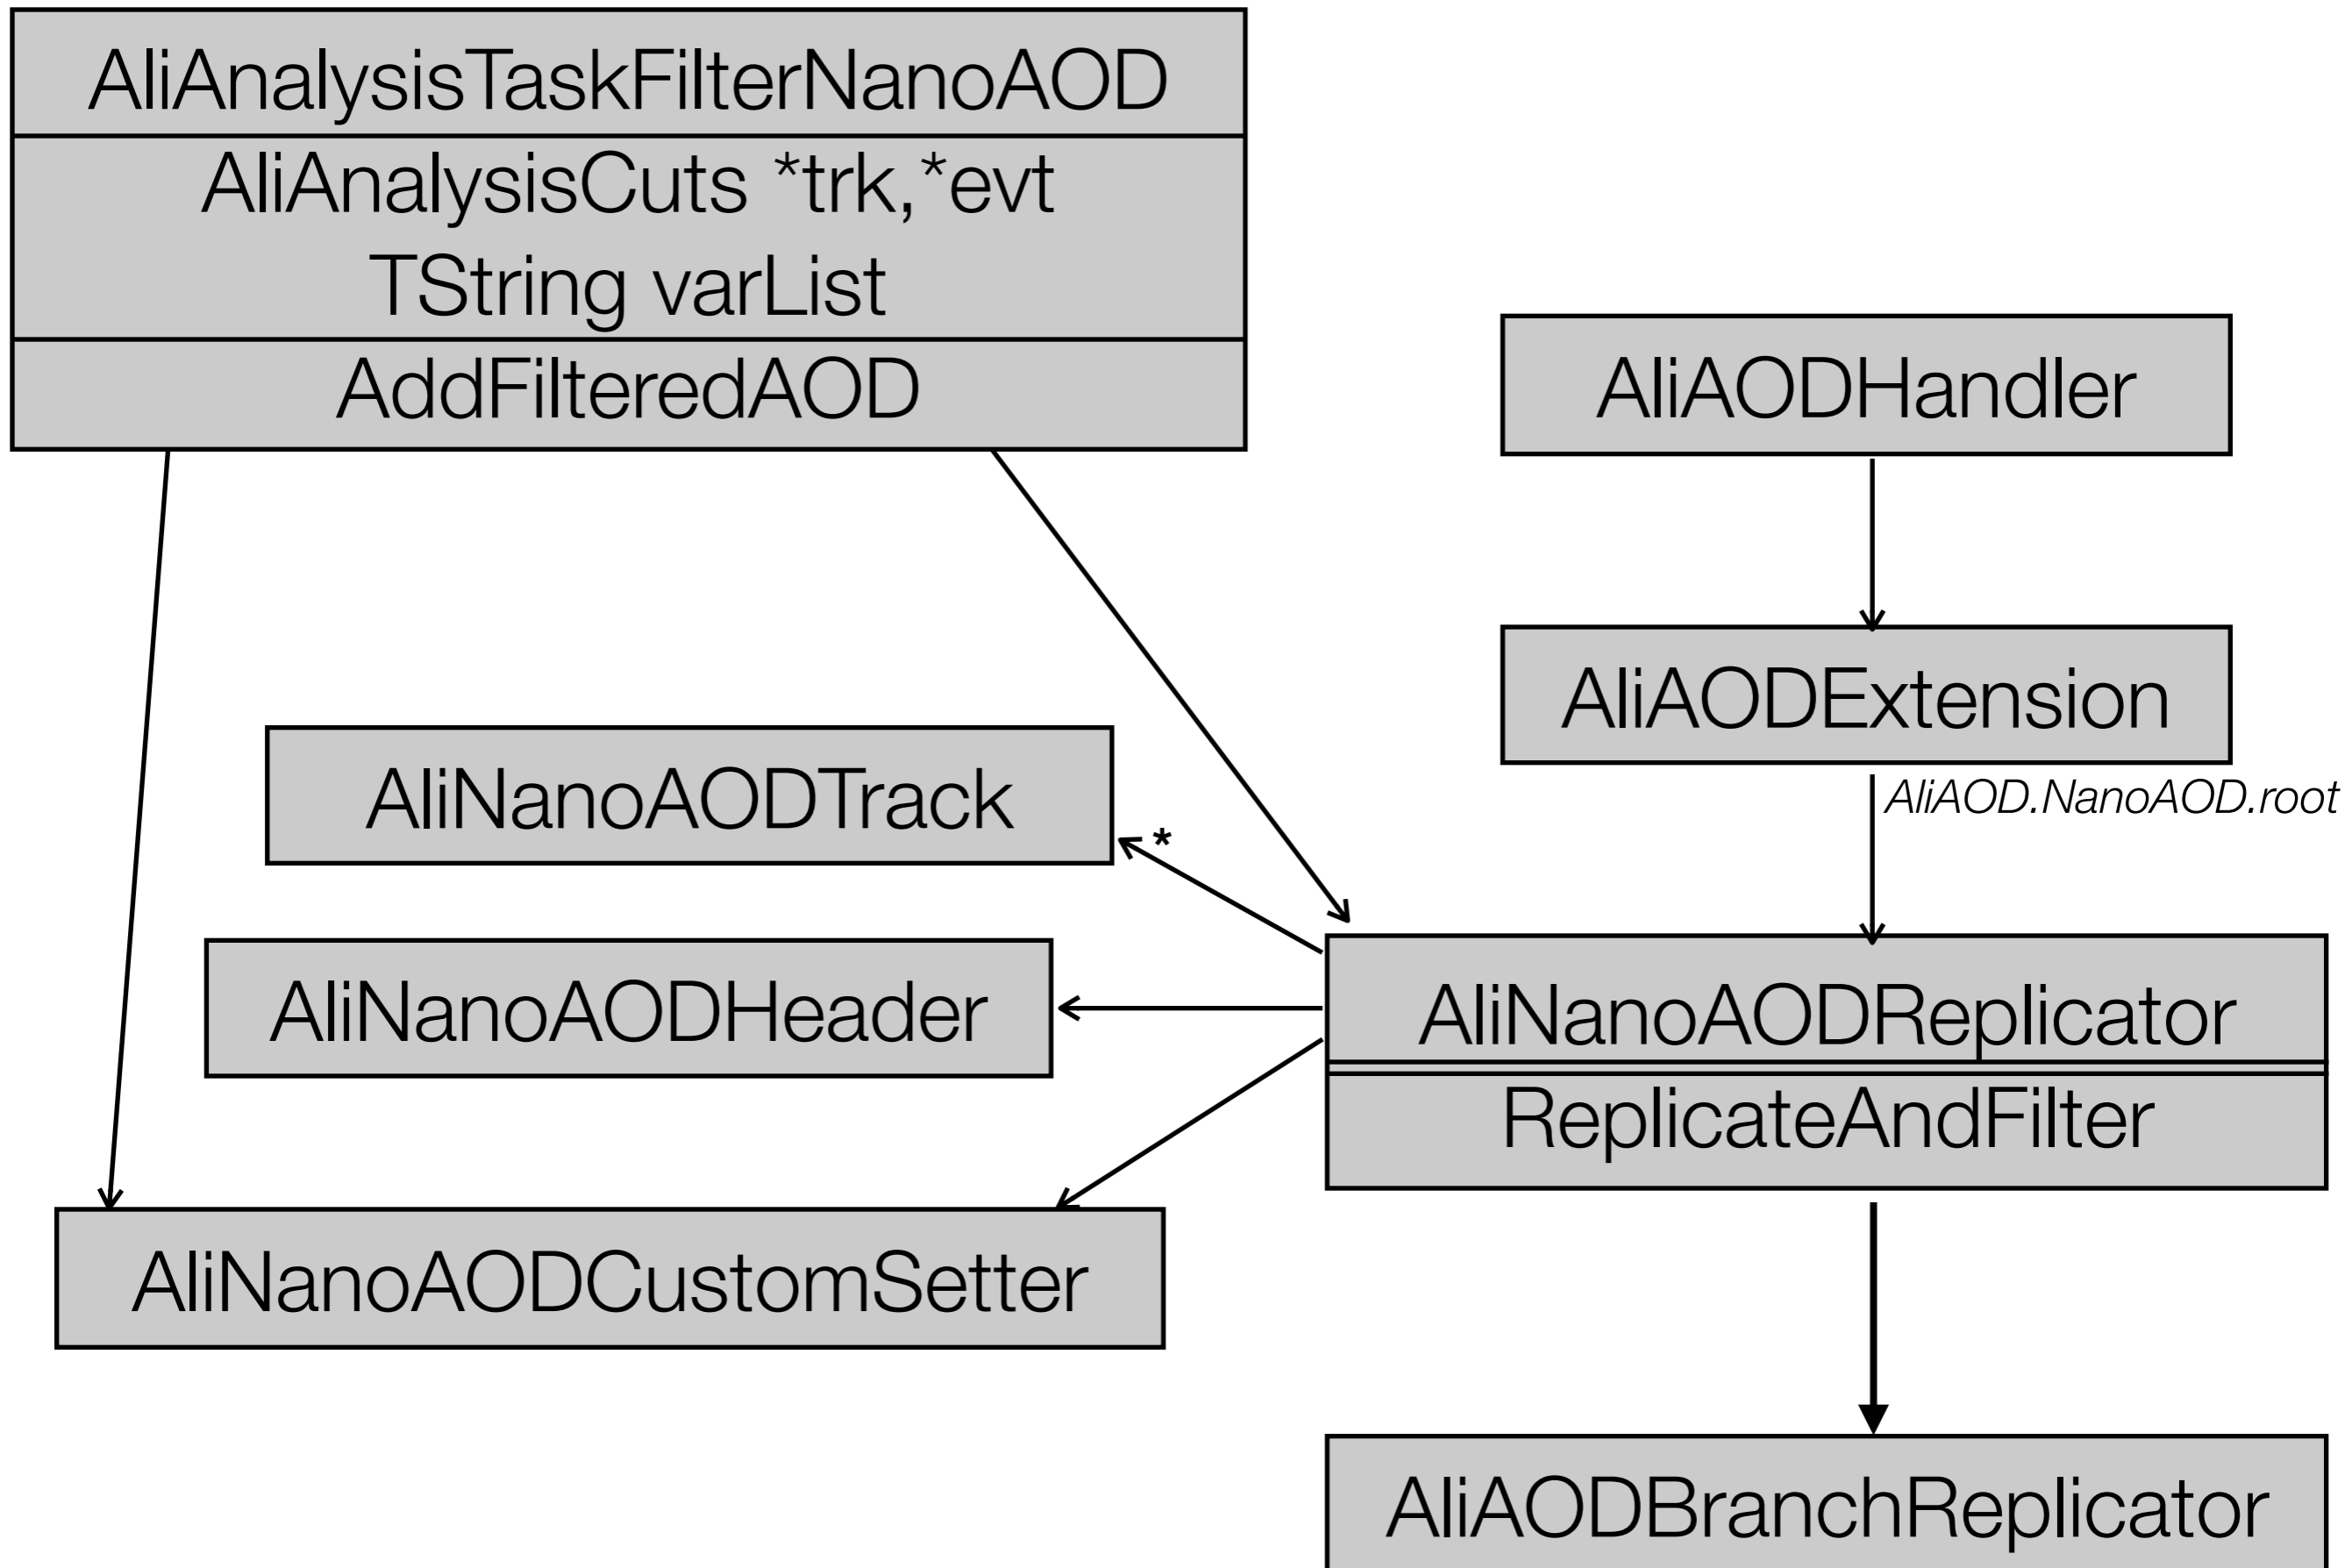 AliAnalysisTaskFilterNanoAOD
AliAnalysisCuts *trk,*evt
TString varList
AddFilteredAOD
AliAODHandler
AliAODExtension
AliAOD.NanoAOD.root
AliNanoAODTrack
*
AliNanoAODHeader
AliNanoAODReplicator
ReplicateAndFilter
AliNanoAODCustomSetter
AliAODBranchReplicator